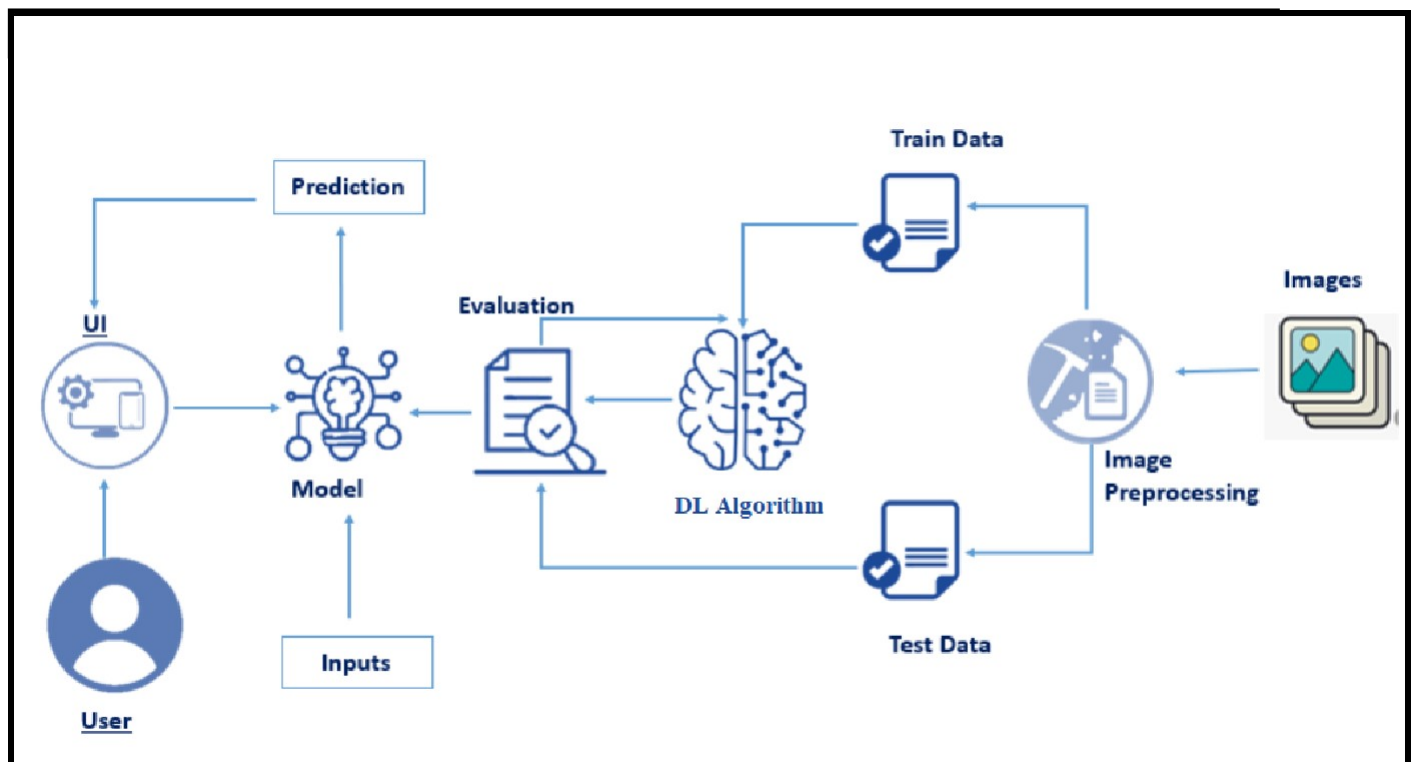 Train Data
Prediction
Images
Evaluation
UI
Image
Preprocessing
Model
DL Algorithm
Test Data
Inputs
User